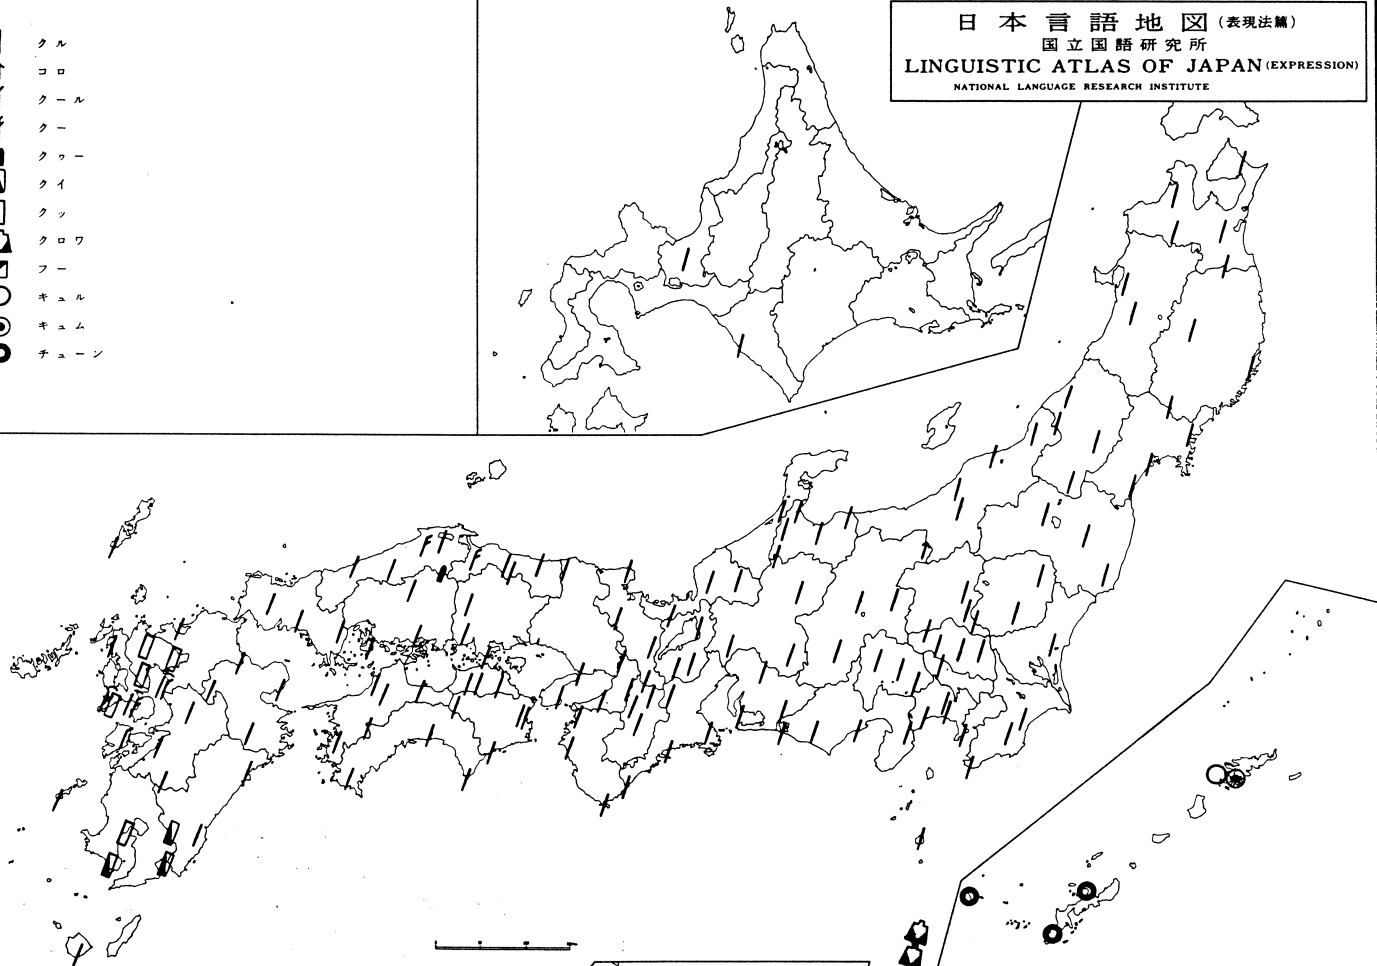 クル
コロ
クール
クー
クヮー
クイ
クッ
クロワ
フー
キュル
キュム
チューン
日本言語地図(表現法篇)
国立国語研究所
LINGUISTIC ATLAS OF JAPAN (EXPRESSION)
NATIONAL LANGUAGE RESEARCH INSTITUTE